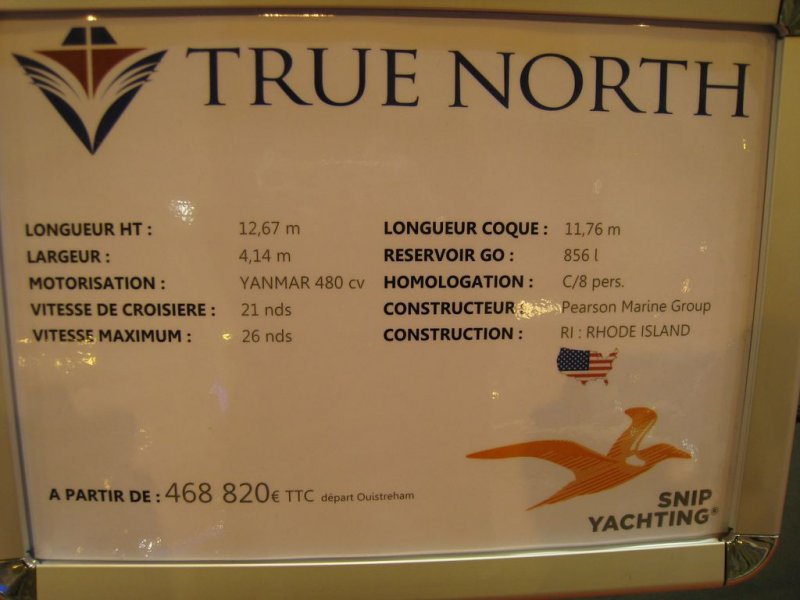 TRUE NORTH
LONGUEUR HT : 12,67 m
LARGEUR : 4,14 m
MOTORISATION : YANMAR 480 cv
VITESSE DE CROISIERE : 21 nds
VITESSE MAXIMUM : 26 nds
LONGUEUR COQUE : 11,76 m
RESERVOIR GO : 856 l
HOMOLOGATION : C/8 pers.
CONSTRUCTEUR : Pearson Marine Group
CONSTRUCTION : RI : RHODE ISLAND
A PARTIR DE : 468 820€ TTC départ Ouistreham
SNIP
YACHTING®